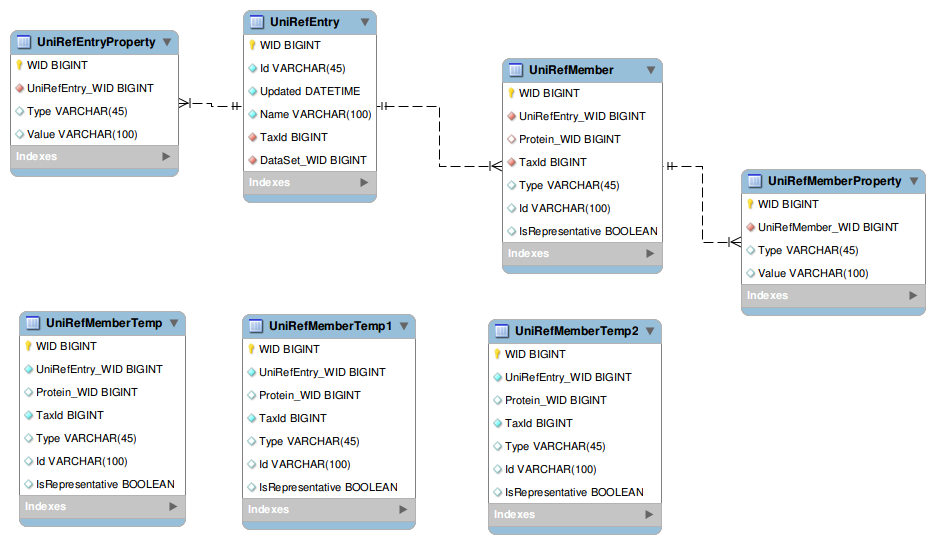 UniRefEntryProperty
WID BIGINT
UniRefEntry_WID BIGINT
Type VARCHAR(45)
Value VARCHAR(100)
Indexes
UniRefEntry
WID BIGINT
Id VARCHAR(45)
Updated DATETIME
Name VARCHAR(100)
TaxId BIGINT
DataSet_WID BIGINT
Indexes
UniRefMember
WID BIGINT
UniRefEntry_WID BIGINT
Protein_WID BIGINT
TaxId BIGINT
Type VARCHAR(45)
Id VARCHAR(100)
IsRepresentative BOOLEAN
Indexes
UniRefMemberProperty
WID BIGINT
UniRefMember_WID BIGINT
Type VARCHAR(45)
Value VARCHAR(100)
Indexes
UniRefMemberTemp
WID BIGINT
UniRefEntry_WID BIGINT
Protein_WID BIGINT
TaxId BIGINT
Type VARCHAR(45)
Id VARCHAR(100)
IsRepresentative BOOLEAN
Indexes
UniRefMemberTemp1
WID BIGINT
UniRefEntry_WID BIGINT
Protein_WID BIGINT
TaxId BIGINT
Type VARCHAR(45)
Id VARCHAR(100)
IsRepresentative BOOLEAN
Indexes
UniRefMemberTemp2
WID BIGINT
UniRefEntry_WID BIGINT
Protein_WID BIGINT
TaxId BIGINT
Type VARCHAR(45)
Id VARCHAR(100)
IsRepresentative BOOLEAN
Indexes